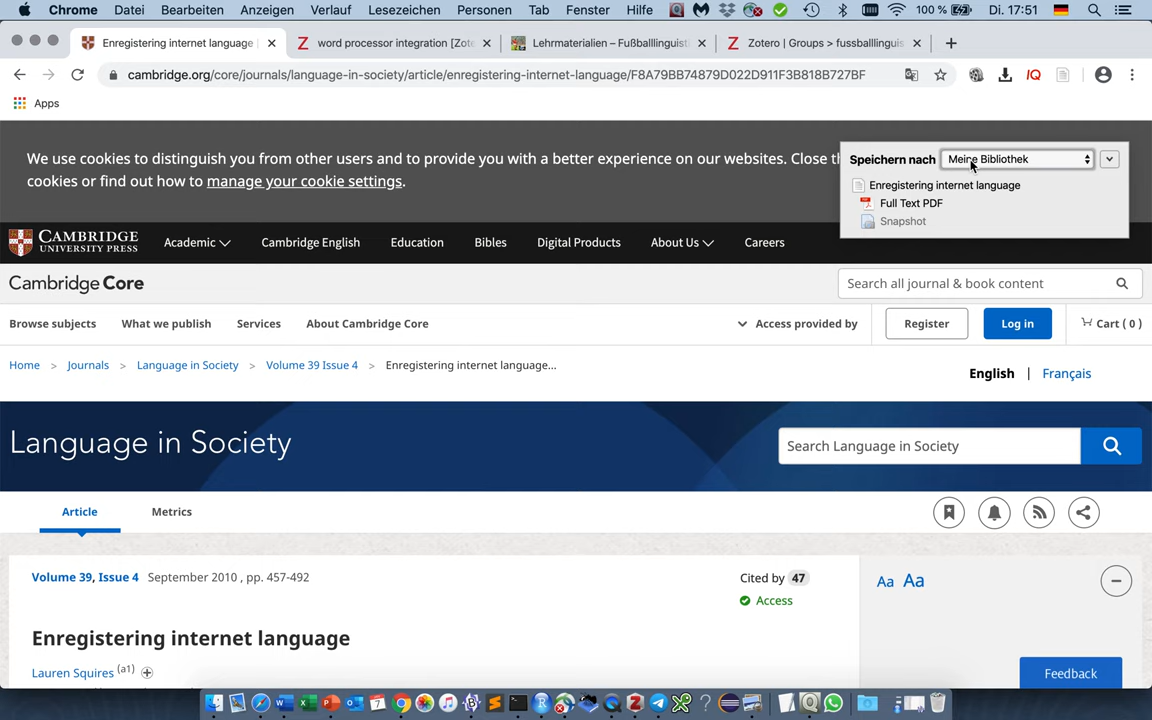 Chrome Datei Bearbeiten Anzeigen Verlauf Lesezeichen Personen Tab Fenster Hilfe 100 % Di. 17:51
Enregistering internet language | word processor integration [Zote Lehrmaterialien – Fußballlinguisti Zotero | Groups > fussballlinguis
cambridge.org/core/journals/language-in-society/article/enregistering-internet-language/F8A79BB74879D022D911F3B818B727BF
Apps
We use cookies to distinguish you from other users and to provide you with a better experience on our websites. Close th
cookies or find out how to manage your cookie settings.
Speichern nach Meine Bibliothek
Enregistering internet language
Full Text PDF
Snapshot
CAMBRIDGE
UNIVERSITY PRESS
Academic Cambridge English Education Bibles Digital Products About Us Careers
Cambridge Core
Search all journal & book content
Browse subjects What we publish Services About Cambridge Core Access provided by Register Log in Cart ( 0 )
Home > Journals > Language in Society > Volume 39 Issue 4 > Enregistering internet language...
English | Français
Language in Society
Search Language in Society
Article Metrics
Volume 39, Issue 4 September 2010 , pp. 457-492
Cited by 47
Access
Aa Aa
Enregistering internet language
Lauren Squires (a1)
Feedback